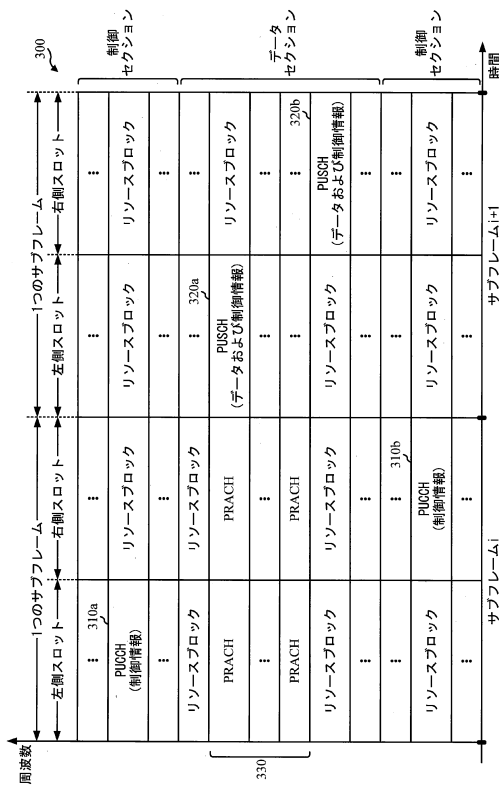 300
周波数
1つのサブフレーム 1つのサブフレーム
左側スロット 右側スロット 左側スロット 右側スロット
⋮ 310a ⋮ ⋮ ⋮
PUCCH リソースブロック リソースブロック リソースブロック
(制御情報)
⋮ ⋮ ⋮ ⋮
制御
セクション
リソースブロック リソースブロック ⋮ 320a ⋮
PRACH PRACH PUSCH リソースブロック
(データおよび制御情報)
⋮ ⋮ ⋮ ⋮
330
PRACH PRACH ⋮ ⋮ 320b
リソースブロック リソースブロック リソースブロック PUSCH
(データおよび制御情報)
⋮ ⋮ ⋮ ⋮
データ
セクション
⋮ ⋮ 310b ⋮ ⋮
リソースブロック PUCCH リソースブロック リソースブロック
(制御情報)
⋮ ⋮ ⋮ ⋮
制御
セクション
サブフレームi サブフレームi+1
時間